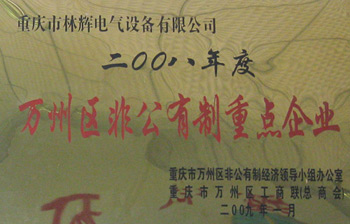 重庆市林辉电气设备有限公司
二00八年度
万州区非公有制重点企业
重庆市万州区非公有制经济领导小组办公室
重庆市万州区工商联(总商会)
二00九年一月